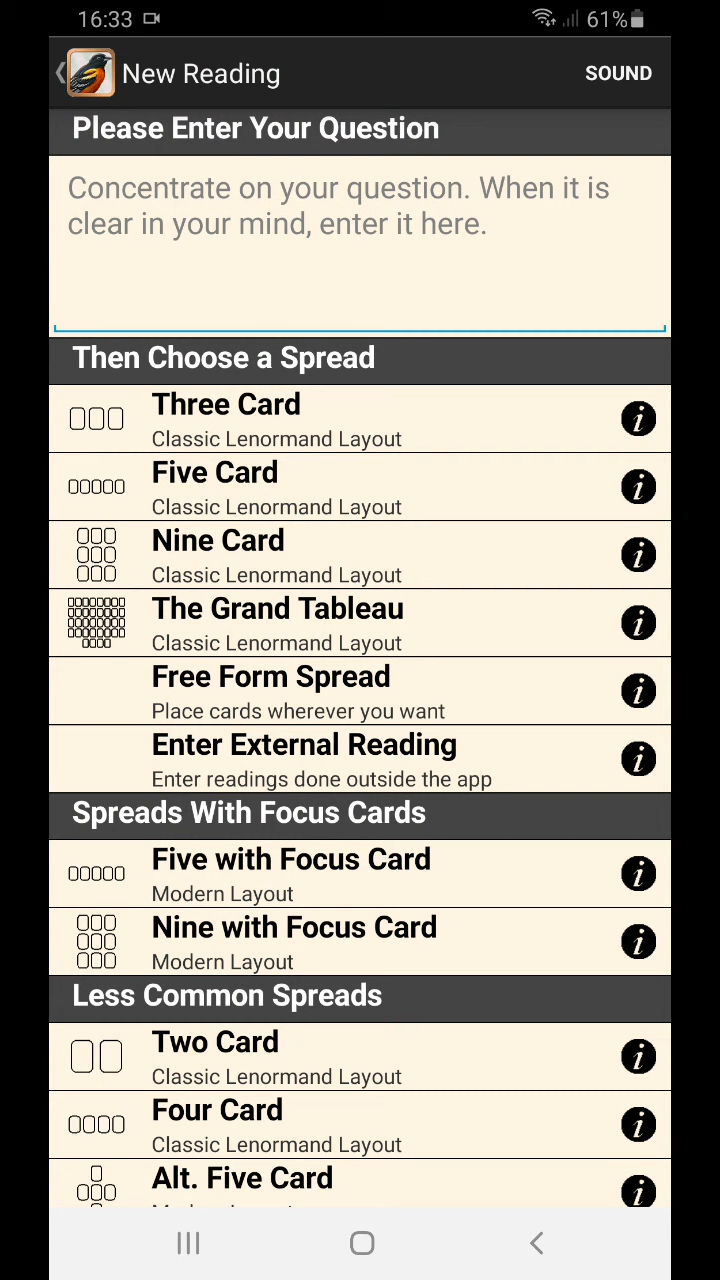 16:33
61%
New Reading
SOUND
Please Enter Your Question
Concentrate on your question. When it is
clear in your mind, enter it here.
Then Choose a Spread
Three Card
Classic Lenormand Layout
Five Card
Classic Lenormand Layout
Nine Card
Classic Lenormand Layout
The Grand Tableau
Classic Lenormand Layout
Free Form Spread
Place cards wherever you want
Enter External Reading
Enter readings done outside the app
Spreads With Focus Cards
Five with Focus Card
Modern Layout
Nine with Focus Card
Modern Layout
Less Common Spreads
Two Card
Classic Lenormand Layout
Four Card
Classic Lenormand Layout
Alt. Five Card